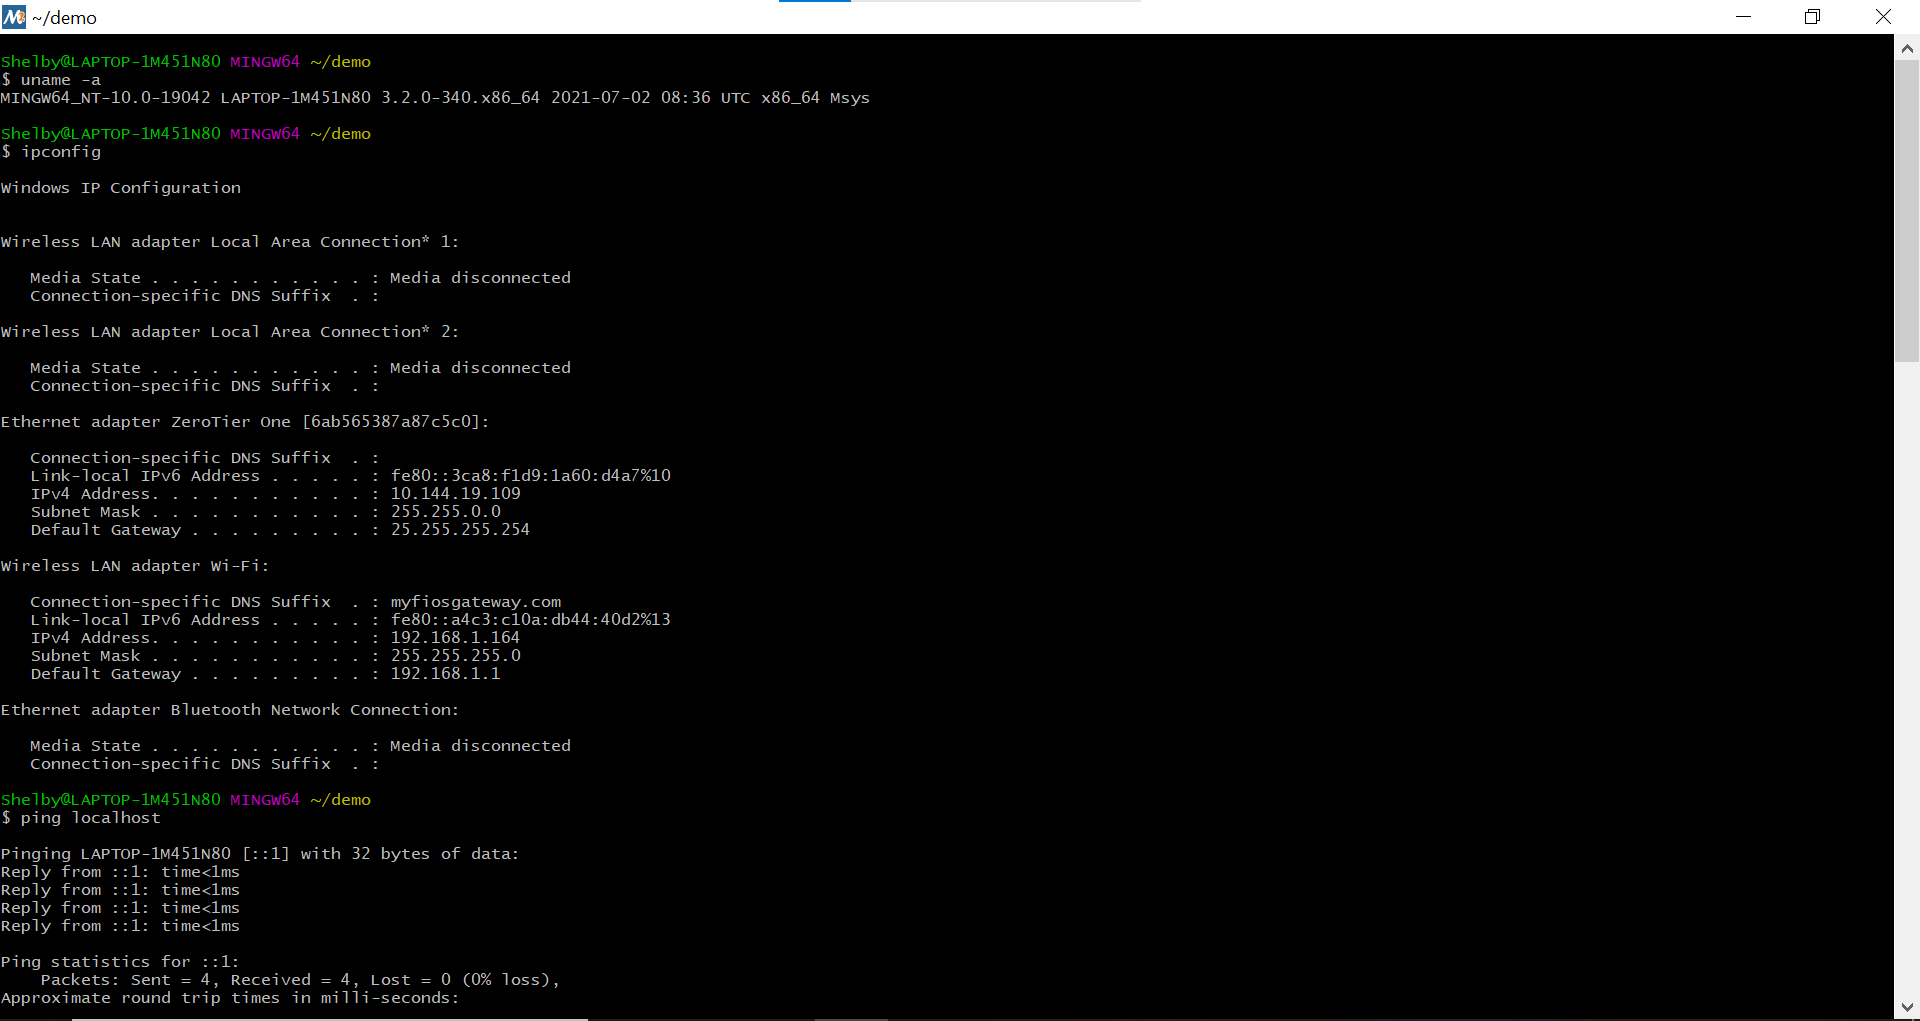 ~/demo
Shelby@LAPTOP-1M451N80 MINGW64 ~/demo
$ uname -a
MINGW64_NT-10.0-19042 LAPTOP-1M451N80 3.2.0-340.x86_64 2021-07-02 08:36 UTC x86_64 Msys
Shelby@LAPTOP-1M451N80 MINGW64 ~/demo
$ ipconfig
Windows IP Configuration
Wireless LAN adapter Local Area Connection* 1:
   Media State . . . . . . . . . . . : Media disconnected
   Connection-specific DNS Suffix  . :
Wireless LAN adapter Local Area Connection* 2:
   Media State . . . . . . . . . . . : Media disconnected
   Connection-specific DNS Suffix  . :
Ethernet adapter ZeroTier One [6ab565387a87c5c0]:
   Connection-specific DNS Suffix  . :
   Link-local IPv6 Address . . . . . : fe80::3ca8:f1d9:1a60:d4a7%10
   IPv4 Address. . . . . . . . . . . : 10.144.19.109
   Subnet Mask . . . . . . . . . . . : 255.255.0.0
   Default Gateway . . . . . . . . . : 25.255.255.254
Wireless LAN adapter Wi-Fi:
   Connection-specific DNS Suffix  . : myfiosgateway.com
   Link-local IPv6 Address . . . . . : fe80::a4c3:c10a:db44:40d2%13
   IPv4 Address. . . . . . . . . . . : 192.168.1.164
   Subnet Mask . . . . . . . . . . . : 255.255.255.0
   Default Gateway . . . . . . . . . : 192.168.1.1
Ethernet adapter Bluetooth Network Connection:
   Media State . . . . . . . . . . . : Media disconnected
   Connection-specific DNS Suffix  . :
Shelby@LAPTOP-1M451N80 MINGW64 ~/demo
$ ping localhost
Pinging LAPTOP-1M451N80 [::1] with 32 bytes of data:
Reply from ::1: time<1ms
Reply from ::1: time<1ms
Reply from ::1: time<1ms
Reply from ::1: time<1ms
Ping statistics for ::1:
    Packets: Sent = 4, Received = 4, Lost = 0 (0% loss),
Approximate round trip times in milli-seconds: